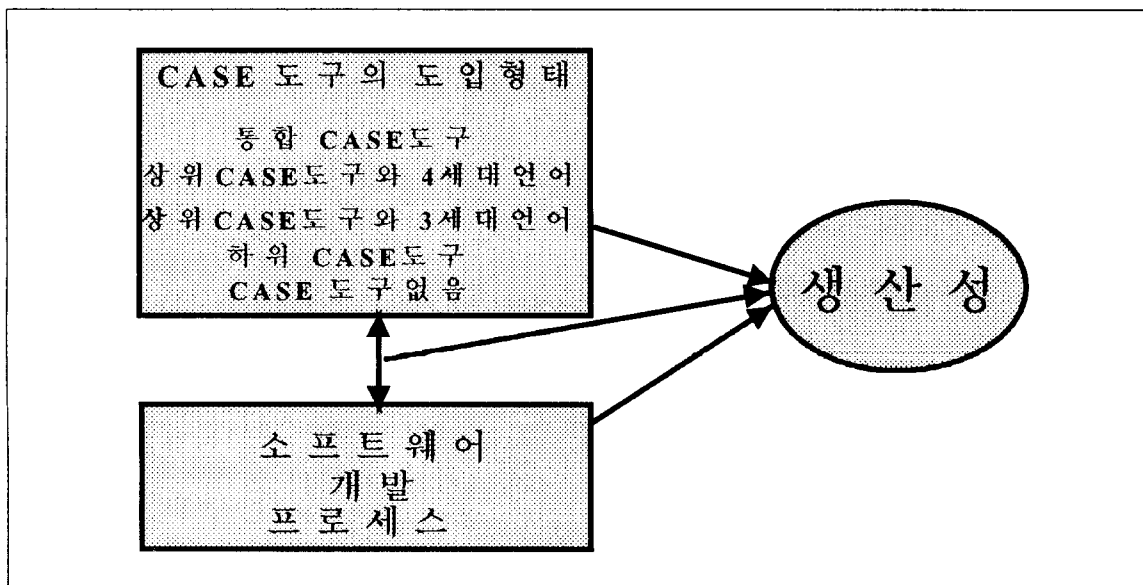 CASE 도구의 도입형태
통합 CASE도구
상위CASE도구와 4세대언어
상위CASE도구와 3세대언어
하위 CASE도구
CASE 도구없음
생산성
소프트웨어
개발
프로세스